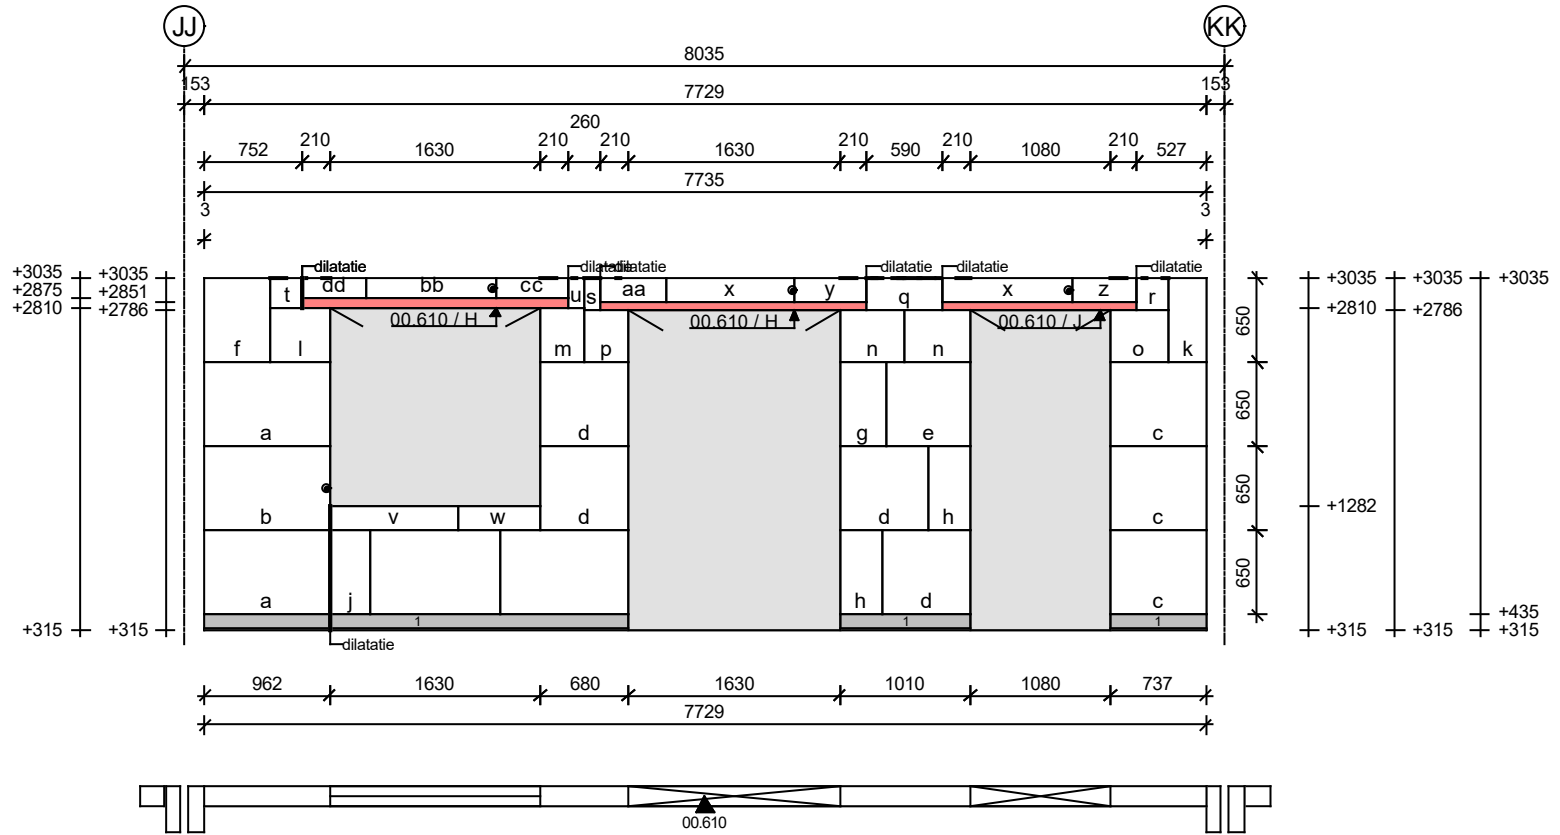 JJ KK
8035
153 7729 153
260
752 210 1630 210 210 1630 210 590 210 1080 210 527
7735
3 3
dilatatie dilatatie dilatatie dilatatie dilatatie dilatatie
+3035 +3035 +3035 +3035 +3035
+2875 +2851
+2810 +2786 +2810 +2786
t dd bb cc u s aa x y q x z r
00.610 / H 00.610 / H 00.610 / J
f l m p n n o k
650
a d g e c
650
b v w d d h c
650
+1282
a j h d c
650
+435
1 1 1
+315 +315 +315 +315 +315
dilatatie
962 1630 680 1630 1010 1080 737
7729
00.610